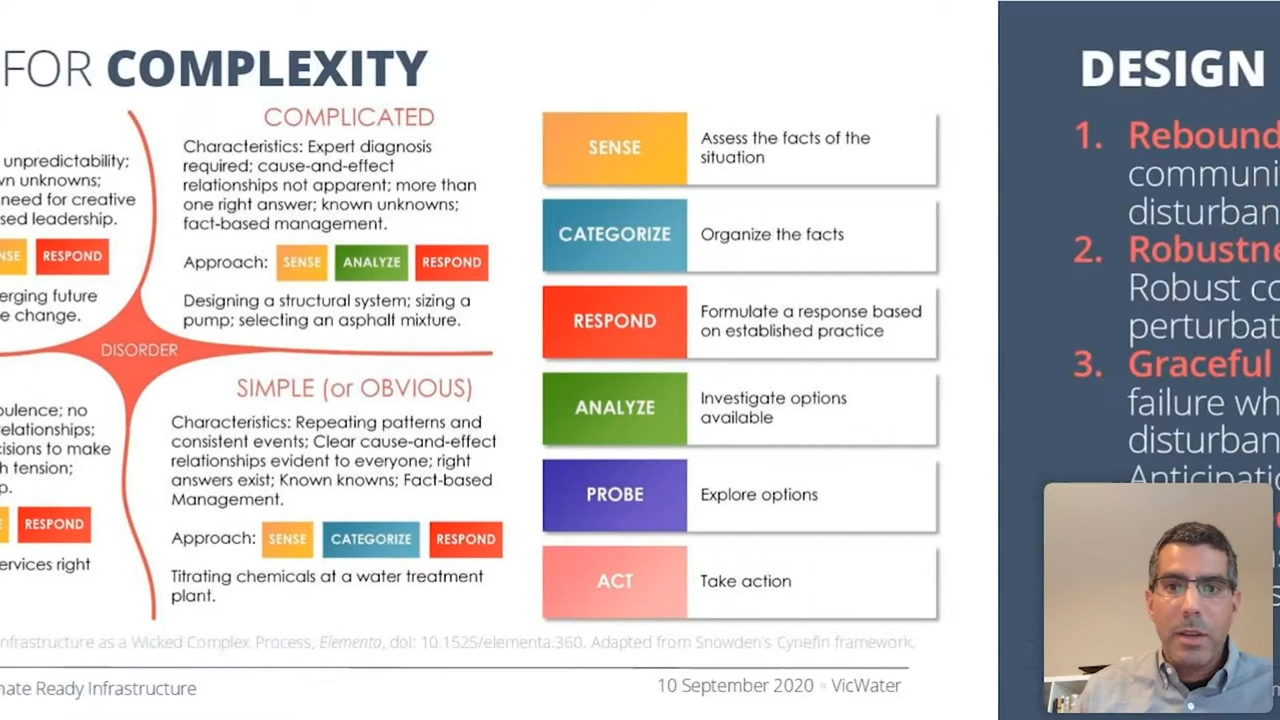 FOR COMPLEXITY
unpredictability;
unknowns;
need for creative
leadership.
RESPOND
future
change.
COMPLICATED
Characteristics: Expert diagnosis
required; cause-and-effect
relationships not apparent; more than
one right answer; known unknowns;
fact-based management.
Approach: SENSE ANALYZE RESPOND
Designing a structural system; sizing a
pump; selecting an asphalt mixture.
DISORDER
no
relationships;
to make
tension;
RESPOND
right
SIMPLE (or OBVIOUS)
Characteristics: Repeating patterns and
consistent events; Clear cause-and-effect
relationships evident to everyone; right
answers exist; Known knowns; Fact-based
Management.
Approach: SENSE CATEGORIZE RESPOND
Titrating chemicals at a water treatment
plant.
SENSE
Assess the facts of the
situation
CATEGORIZE
Organize the facts
RESPOND
Formulate a response based
on established practice
ANALYZE
Investigate options
available
PROBE
Explore options
ACT
Take action
nfrastructure as a Wicked Complex Process, Elementa, doi: 10.1525/elementa.360. Adapted from Snowden's Cynefin framework.
mate Ready Infrastructure
10 September 2020 ▫ VicWater
DESIGN
1. Rebound
communi
disturban
2. Robustne
Robust co
perturbat
3. Graceful
failure wh
disturban
Anticipatio